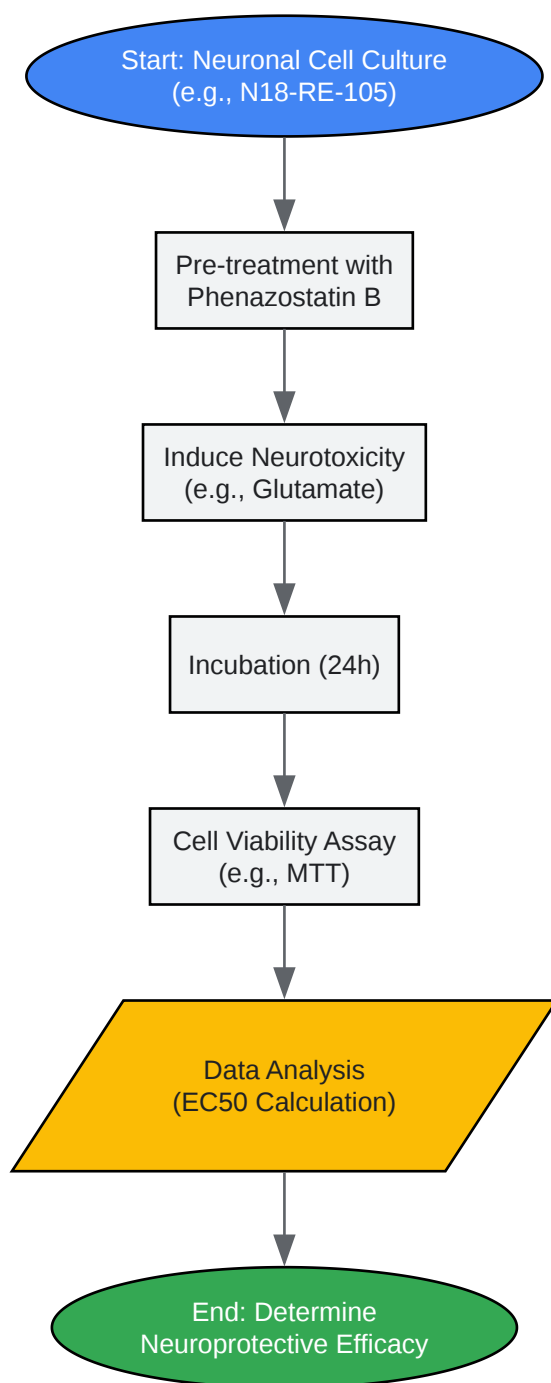 Start: Neuronal Cell Culture
(e.g., N18-RE-105)
Pre-treatment with
Phenazostatin B
Induce Neurotoxicity
(e.g., Glutamate)
Incubation (24h)
Cell Viability Assay
(e.g., MTT)
Data Analysis
(EC50 Calculation)
End: Determine
Neuroprotective Efficacy